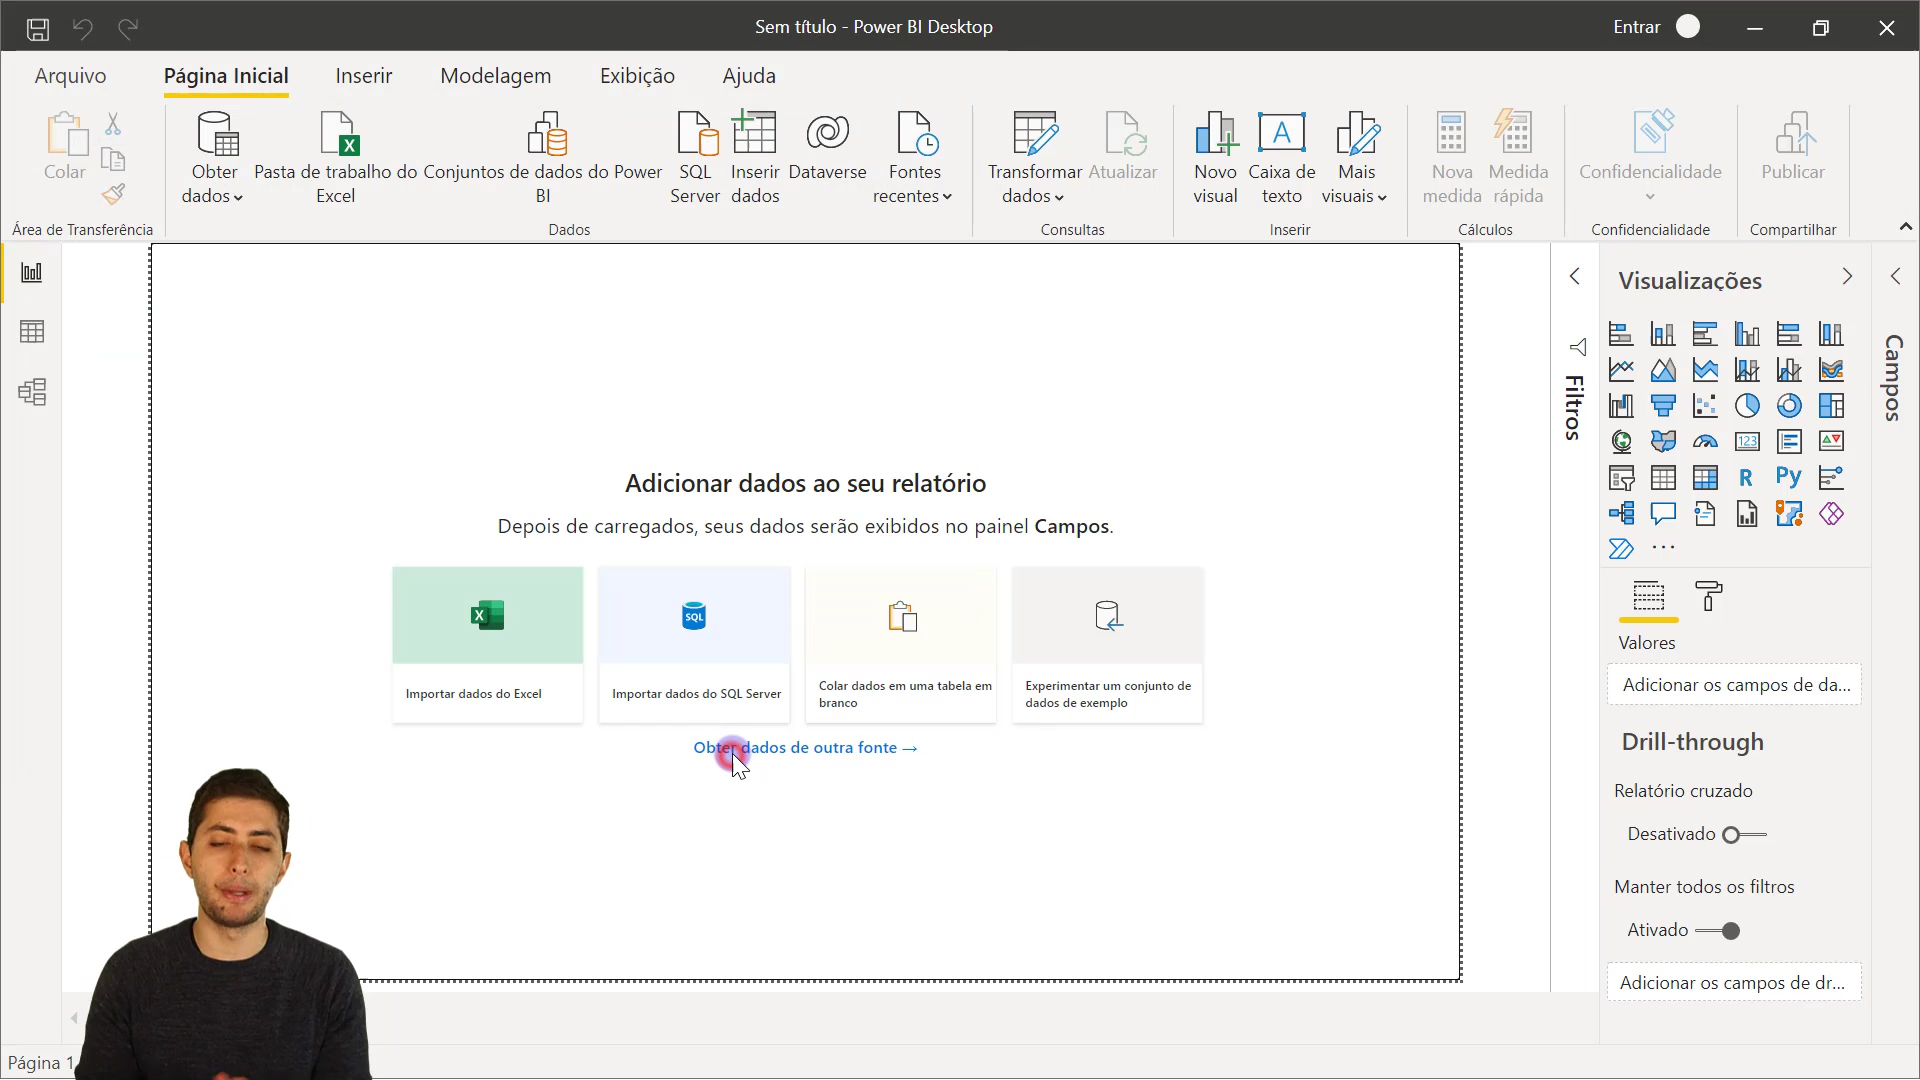 Sem título - Power BI Desktop
Entrar
Arquivo
Página Inicial
Inserir
Modelagem
Exibição
Ajuda
Colar
Obter dados
Pasta de trabalho do Excel
Conjuntos de dados do Power BI
SQL Server
Inserir dados
Dataverse
Fontes recentes
Transformar dados
Atualizar
Novo visual
A
Caixa de texto
Mais visuais
Nova medida
Medida rápida
Confidencialidade
Publicar
Área de Transferência
Dados
Consultas
Inserir
Cálculos
Confidencialidade
Compartilhar
Adicionar dados ao seu relatório
Depois de carregados, seus dados serão exibidos no painel Campos.
X
SQL
Importar dados do Excel
Importar dados do SQL Server
Colar dados em uma tabela em
branco
Experimentar um conjunto de
dados de exemplo
Obter dados de outra fonte →
Filtros
Visualizações
123
R
Py
...
Valores
Adicionar os campos de da...
Drill-through
Relatório cruzado
Desativado
Manter todos os filtros
Ativado
Adicionar os campos de dr...
Campos
Página 1